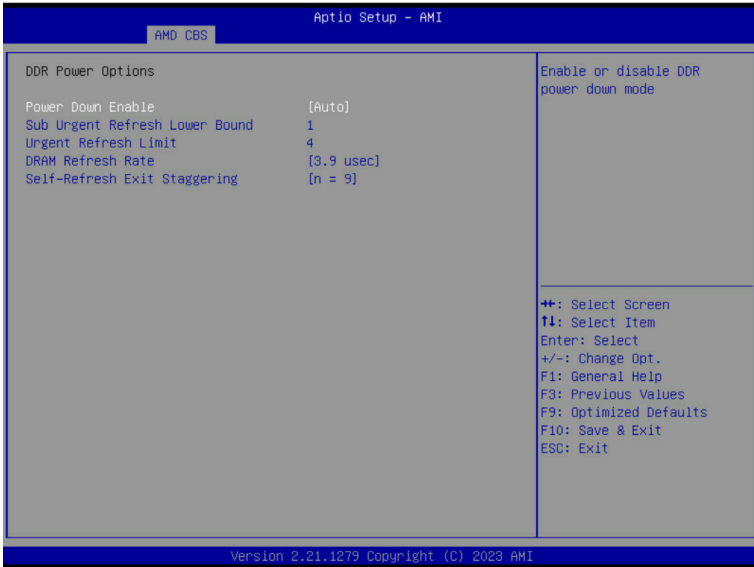 Aptio Setup – AMI
AMD CBS
DDR Power Options
Power Down Enable [Auto]
Sub Urgent Refresh Lower Bound 1
Urgent Refresh Limit 4
DRAM Refresh Rate [3.9 usec]
Self-Refresh Exit Staggering [n = 9]
Enable or disable DDR
power down mode
→←: Select Screen
↑↓: Select Item
Enter: Select
+/-: Change Opt.
F1: General Help
F3: Previous Values
F9: Optimized Defaults
F10: Save & Exit
ESC: Exit
Version 2.21.1279 Copyright (C) 2023 AMI